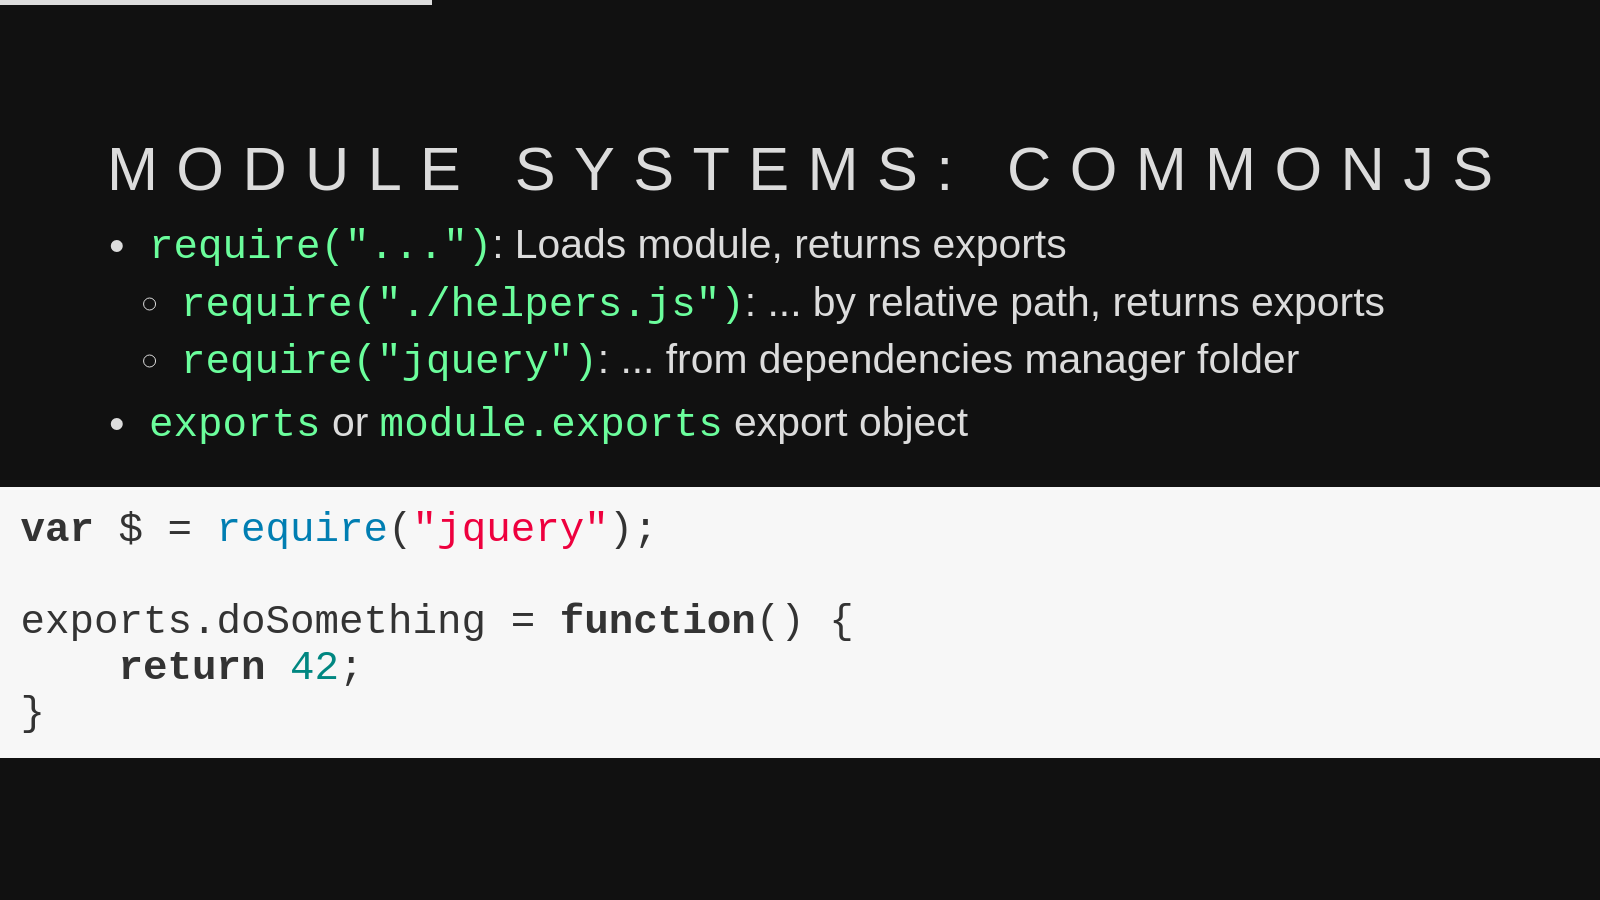 MODULE SYSTEMS: COMMONJS
• require("..."): Loads module, returns exports
○ require("./helpers.js"): ... by relative path, returns exports
○ require("jquery"): ... from dependencies manager folder
• exports or module.exports export object
var $ = require("jquery");
exports.doSomething = function() {
    return 42;
}